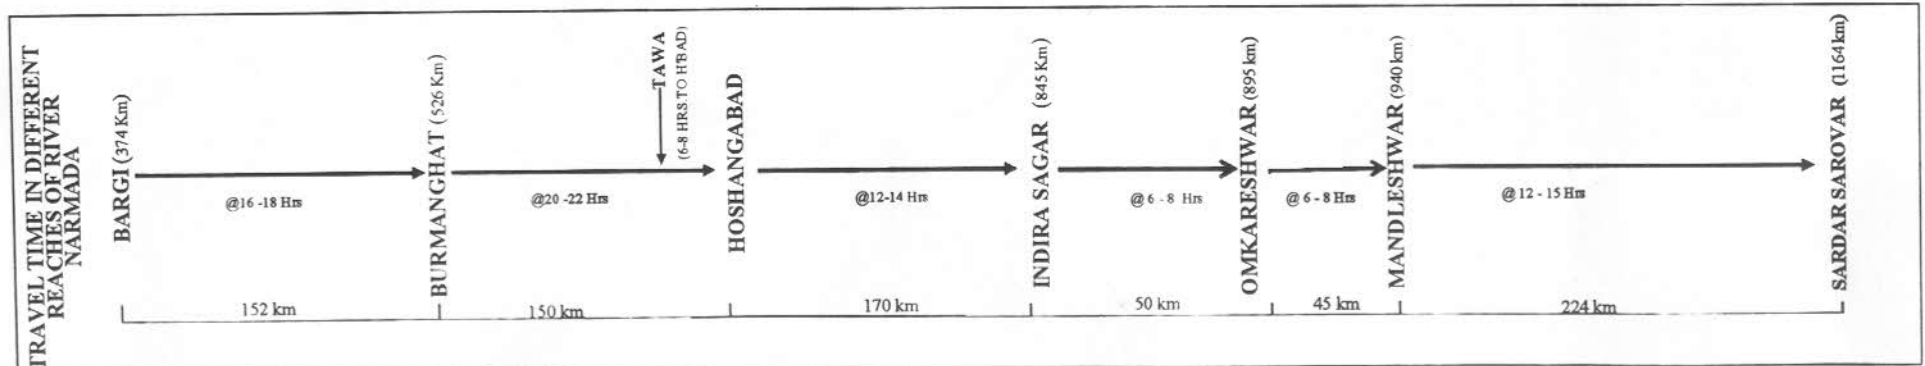 TRAVEL TIME IN DIFFERENT
REACHES OF RIVER
NARMADA
BARGI (374 Km)
@16 -18 Hrs
BURMANGHAT (526 Km)
@20 -22 Hrs
TAWA
(6-8 HRS.TO H'BAD)
HOSHANGABAD
@12-14 Hrs
INDIRA SAGAR (845 Km)
@ 6 - 8 Hrs
OMKARESHWAR (895 km)
@ 6 - 8 Hrs
MANDLESHWAR (940 km)
@ 12 - 15 Hrs
SARDAR SAROVAR (1164 km)
152 km
150 km
170 km
50 km
45 km
224 km